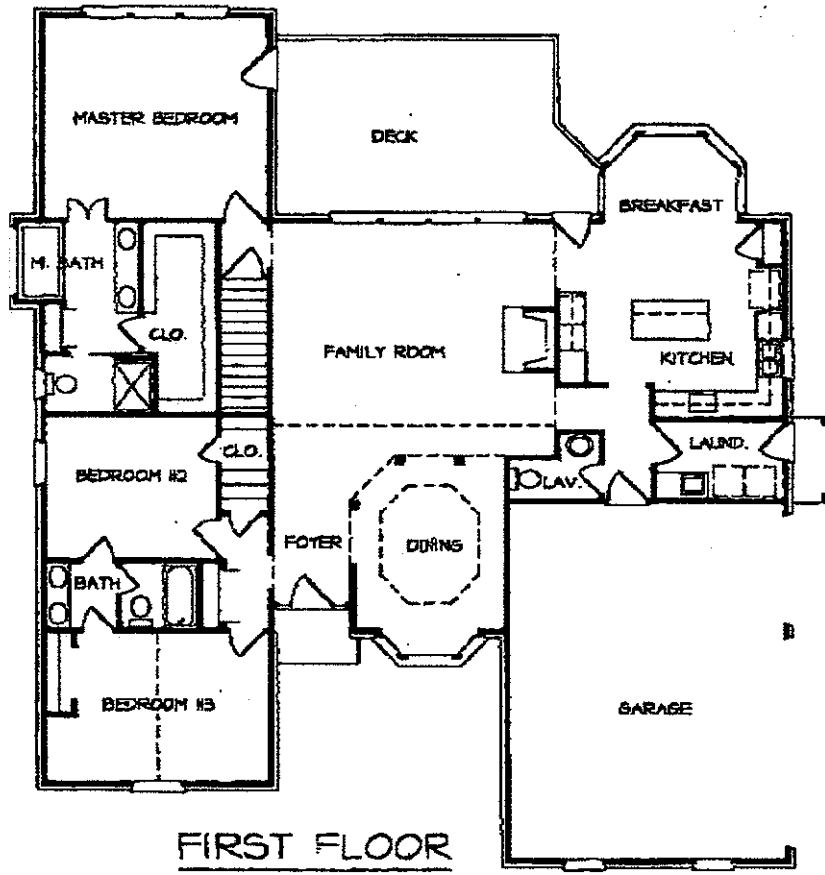 MASTER BEDROOM
DECK
BREAKFAST
M. BATH
CLO.
FAMILY ROOM
KITCHEN
CLO.
LAUND.
BEDROOM #2
LAV.
FOYER
DINING
BATH
BEDROOM #3
GARAGE
FIRST FLOOR